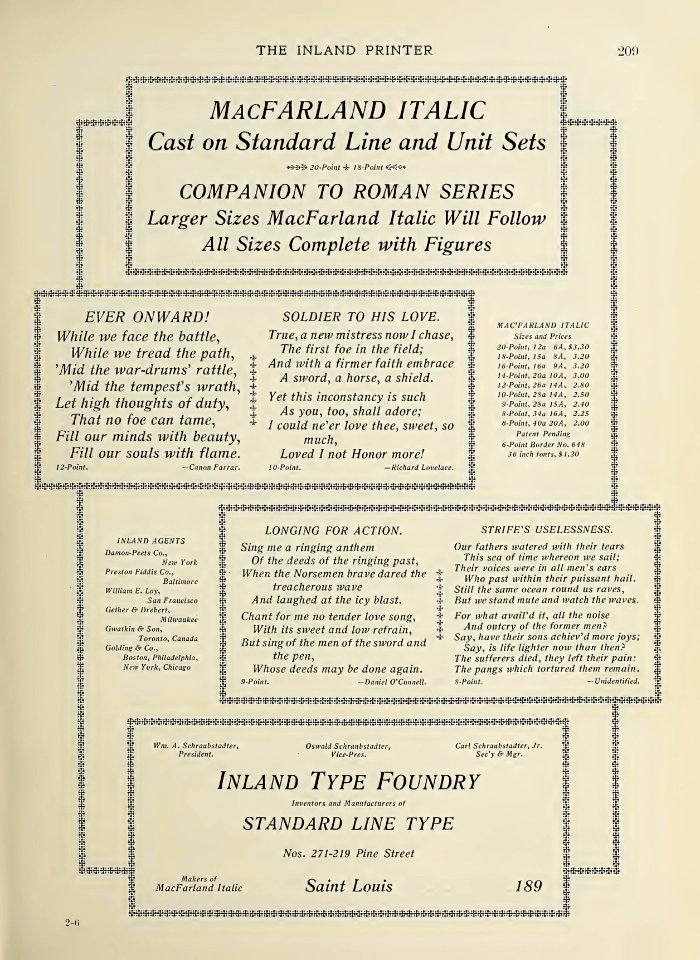 THE INLAND PRINTER 209
MACFARLAND ITALIC
Cast on Standard Line and Unit Sets
20-Point 18-Point
COMPANION TO ROMAN SERIES
Larger Sizes MacFarland Italic Will Follow
All Sizes Complete with Figures
EVER ONWARD!
While we face the battle,
While we tread the path,
'Mid the war-drums' rattle,
'Mid the tempest's wrath,
Let high thoughts of duty,
That no foe can tame,
Fill our minds with beauty,
Fill our souls with flame.
12-Point. —Canon Farrar.
SOLDIER TO HIS LOVE.
True, a new mistress now I chase,
The first foe in the field;
And with a firmer faith embrace
A sword, a horse, a shield.
Yet this inconstancy is such
As you, too, shall adore;
I could ne'er love thee, sweet, so
much,
Loved I not Honor more!
10-Point. —Richard Lovelace.
MACFARLAND ITALIC
Sizes and Prices
20-Point, 12a 6A, $3.30
18-Point, 15a 8A, 3.20
16-Point, 16a 9A, 3.20
14-Point, 20a 10A, 3.00
12-Point, 26a 14A, 2.80
10-Point, 28a 14A, 2.50
9-Point, 28a 15A, 2.40
8-Point, 34a 16A, 2.25
6-Point, 40a 20A, 2.00
Patent Pending
6-Point Border No. 648
36 inch fonts, $1.20
INLAND AGENTS
Damon-Peets Co.,
New York
Preston Fiddis Co.,
Baltimore
William E. Loy,
San Francisco
Gether & Drebert,
Milwaukee
Gwatkin & Son,
Toronto, Canada
Golding & Co.,
Boston, Philadelphia,
New York, Chicago
LONGING FOR ACTION.
Sing me a ringing anthem
Of the deeds of the ringing past,
When the Norsemen brave dared the
treacherous wave
And laughed at the icy blast.
Chant for me no tender love song,
With its sweet and low refrain,
But sing of the men of the sword and
the pen,
Whose deeds may be done again.
9-Point. —Daniel O'Connell.
STRIFE'S USELESSNESS.
Our fathers watered with their tears
This sea of time whereon we sail;
Their voices were in all men's ears
Who past within their puissant hail.
Still the same ocean round us raves,
But we stand mute and watch the waves.
For what avail'd it, all the noise
And outcry of the former men?
Say, have their sons achiev'd more joys;
Say, is life lighter now than then?
The sufferers died, they left their pain:
The pangs which tortured them remain.
8-Point. —Unidentified.
Wm. A. Schraubstadter, Oswald Schraubstadter, Carl Schraubstadter, Jr.
President. Vice-Pres. Sec'y & Mgr.
INLAND TYPE FOUNDRY
Inventors and Manufacturers of
STANDARD LINE TYPE
Nos. 271-219 Pine Street
Makers of
MacFarland Italic Saint Louis 189
2-6